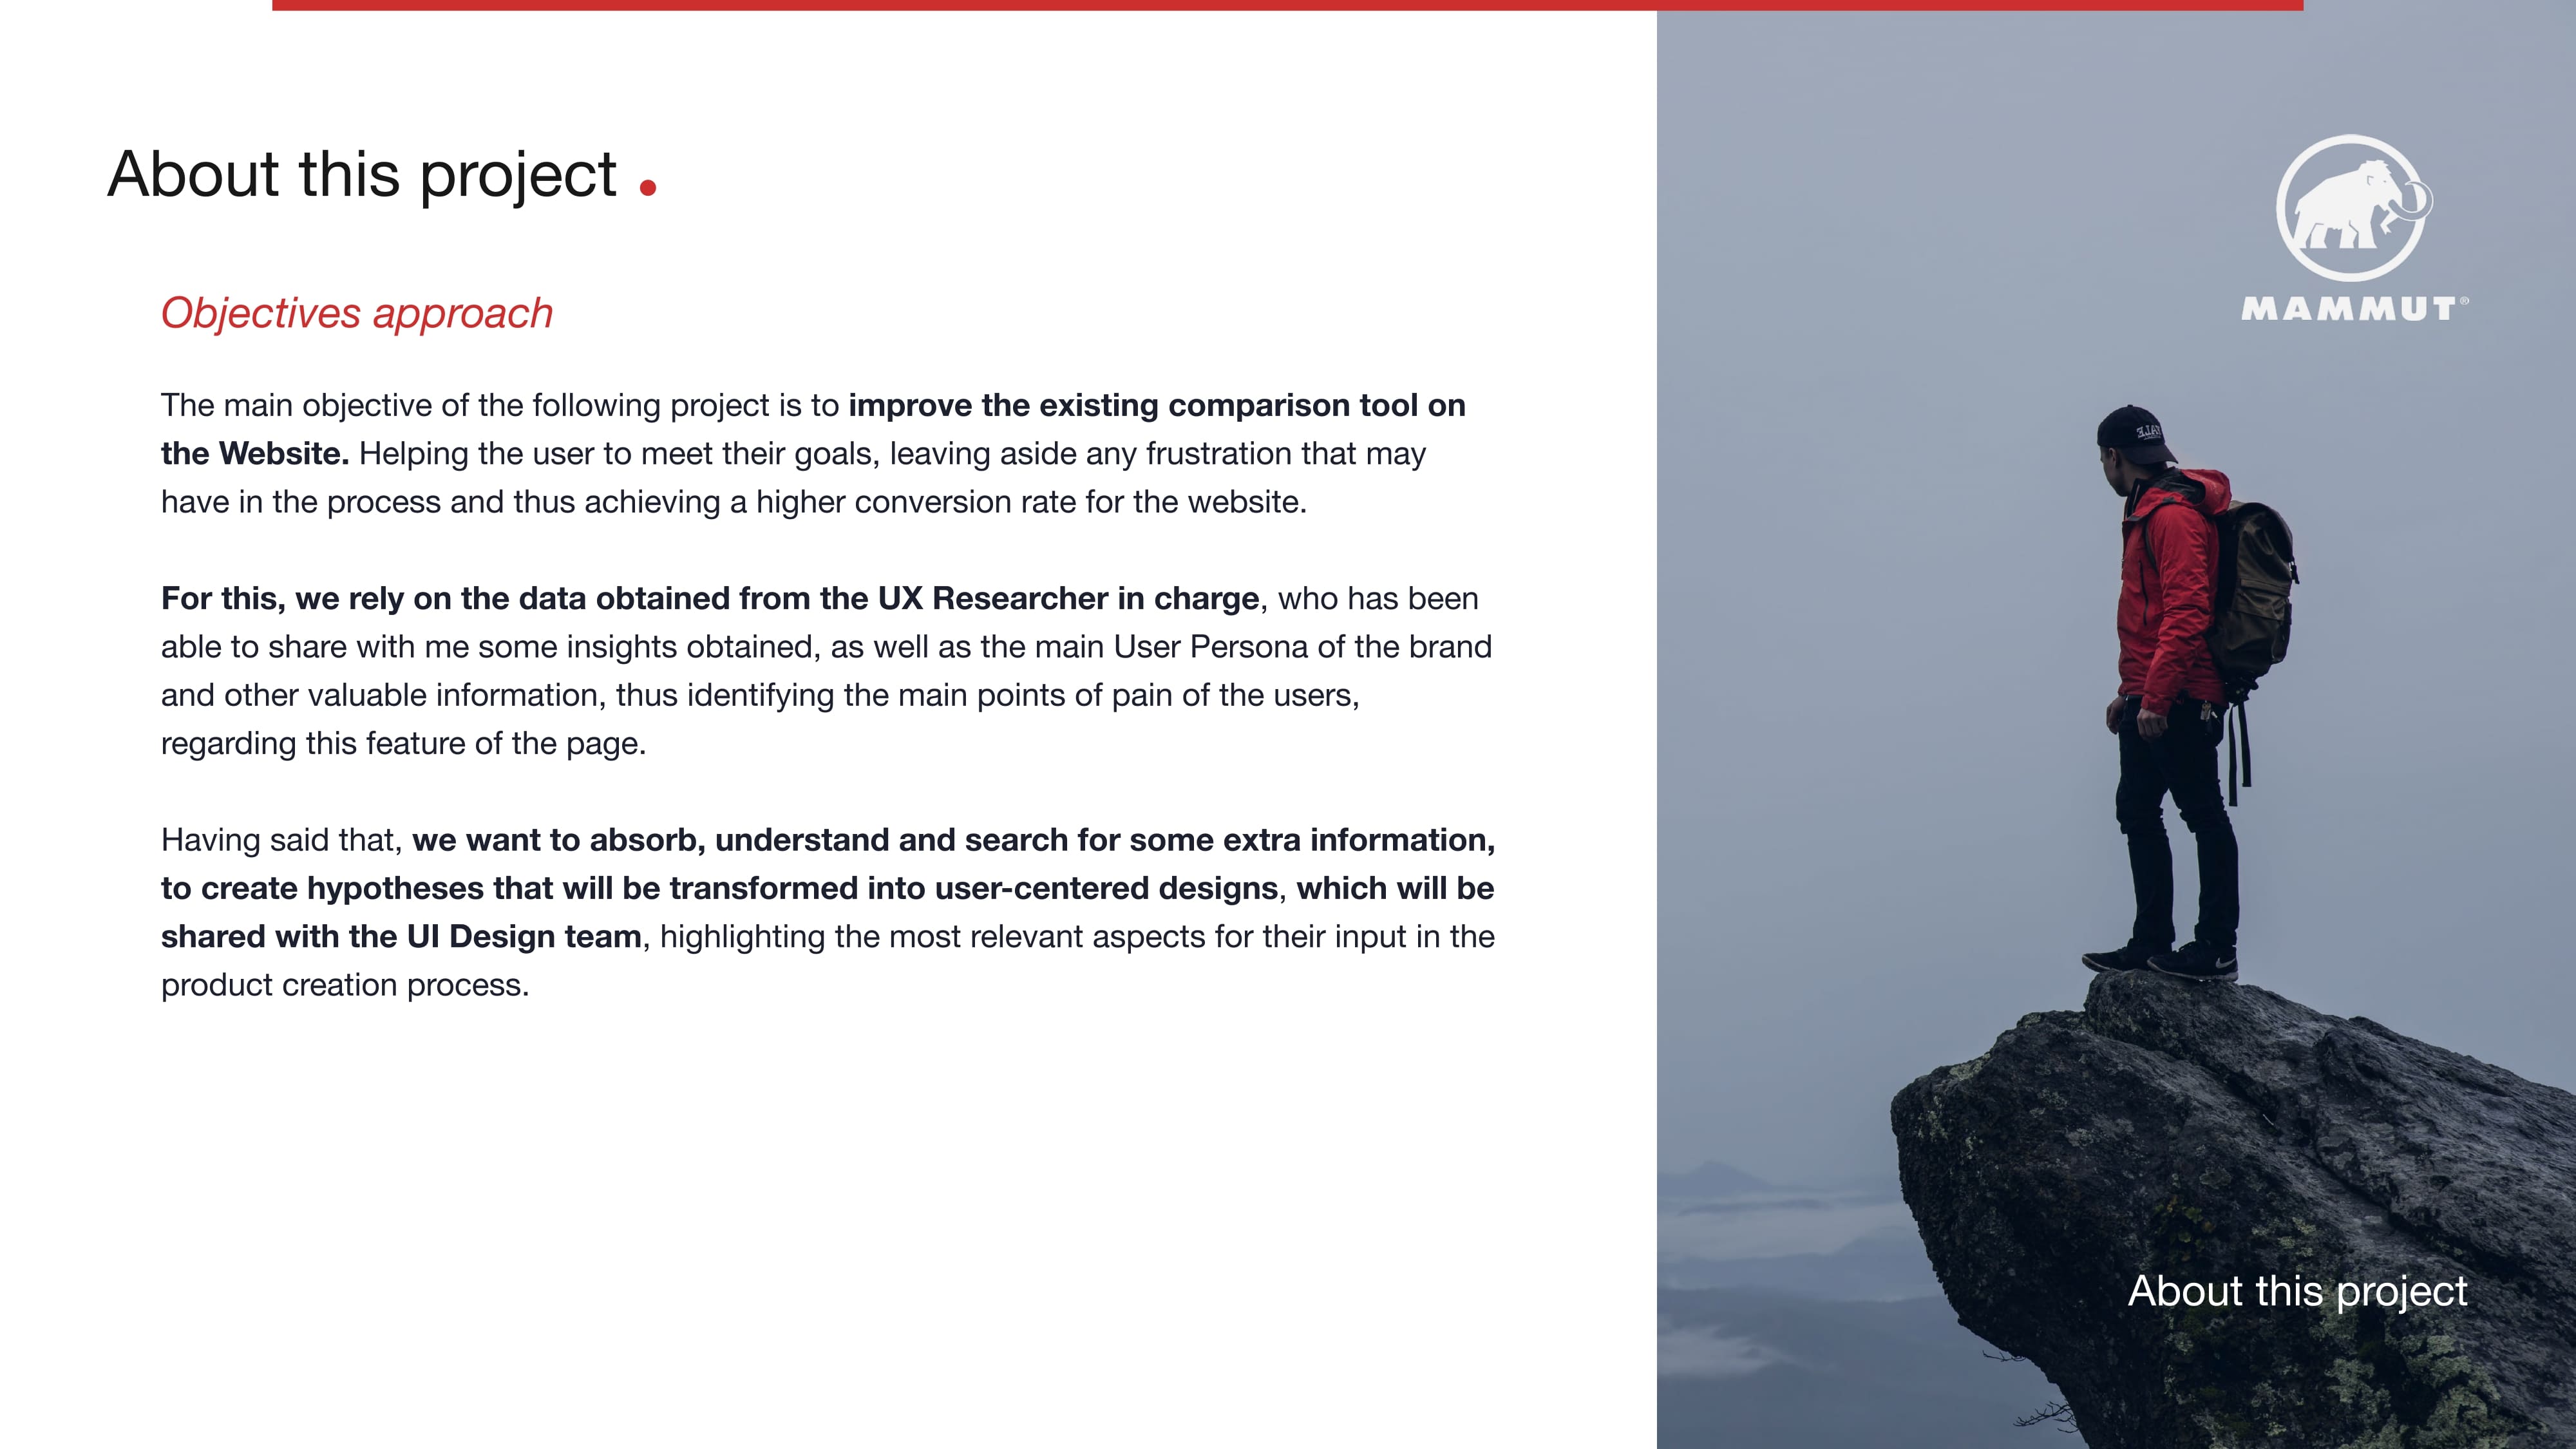 About this project .
Objectives approach
The main objective of the following project is to improve the existing comparison tool on
the Website. Helping the user to meet their goals, leaving aside any frustration that may
have in the process and thus achieving a higher conversion rate for the website.
For this, we rely on the data obtained from the UX Researcher in charge, who has been
able to share with me some insights obtained, as well as the main User Persona of the brand
and other valuable information, thus identifying the main points of pain of the users,
regarding this feature of the page.
Having said that, we want to absorb, understand and search for some extra information,
to create hypotheses that will be transformed into user-centered designs, which will be
shared with the UI Design team, highlighting the most relevant aspects for their input in the
product creation process.
MAMMUT®
About this project